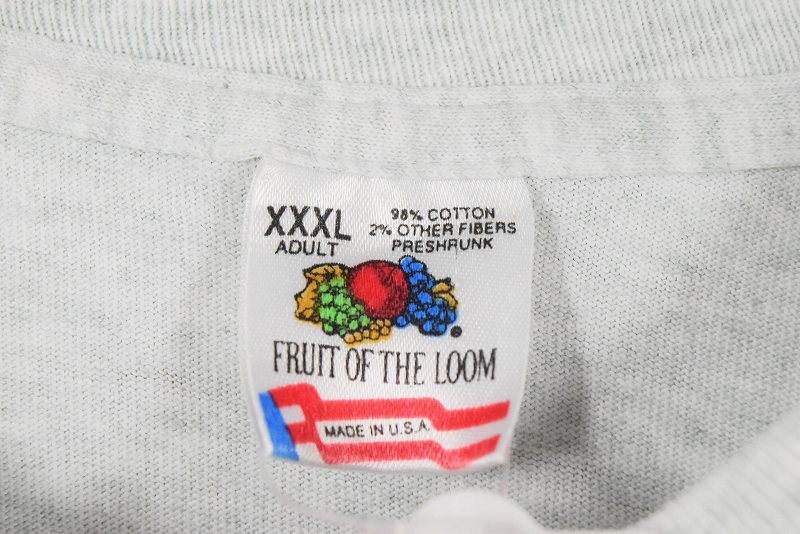 XXXL
ADULT
98% COTTON
2% OTHER FIBERS
PRESHRUNK
FRUIT OF THE LOOM
MADE IN U.S.A.